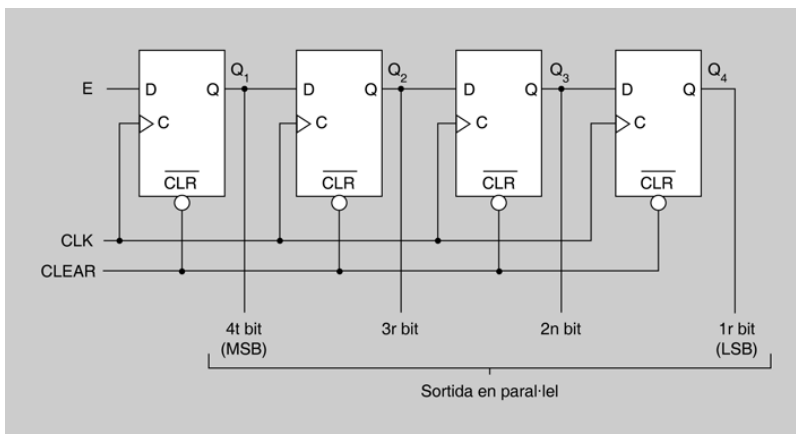 Q1 Q2 Q3 Q4
E D Q D Q D Q D Q
C C C C
CLR CLR CLR CLR
CLK
CLEAR
4t bit 3r bit 2n bit 1r bit
(MSB) (LSB)
Sortida en paral·lel